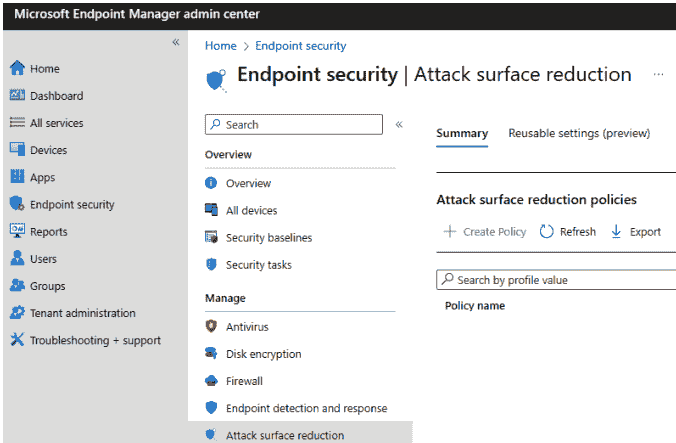 Microsoft Endpoint Manager admin center
«
Home
Dashboard
All services
Devices
Apps
Endpoint security
Reports
Users
Groups
Tenant administration
Troubleshooting + support
Home > Endpoint security
Endpoint security | Attack surface reduction ...
Search «
Overview
Overview
All devices
Security baselines
Security tasks
Manage
Antivirus
Disk encryption
Firewall
Endpoint detection and response
Attack surface reduction
Summary Reusable settings (preview)
Attack surface reduction policies
+ Create Policy Refresh Export
Search by profile value
Policy name